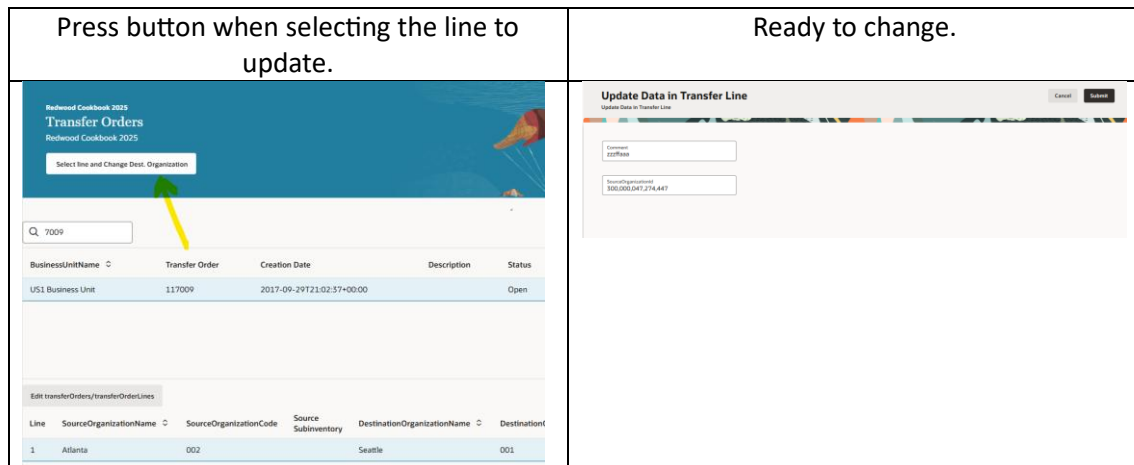 Press button when selecting the line to
update.
Ready to change.
Redwood Cookbook 2025
Transfer Orders
Redwood Cookbook 2025
Select line and Change Dest. Organization
7009
BusinessUnitName Transfer Order Creation Date Description Status
US1 Business Unit 117009 2017-09-29T21:02:37+00:00 Open
Edit transferOrders/transferOrderLines
Line SourceOrganizationName SourceOrganizationCode Source Subinventory DestinationOrganizationName DestinationO
1 Atlanta 002 Seattle 001
Update Data in Transfer Line
Update Data in Transfer Line
Cancel Submit
Comment
zzzffaaa
SourceOrganizationId
300,000,047,274,447